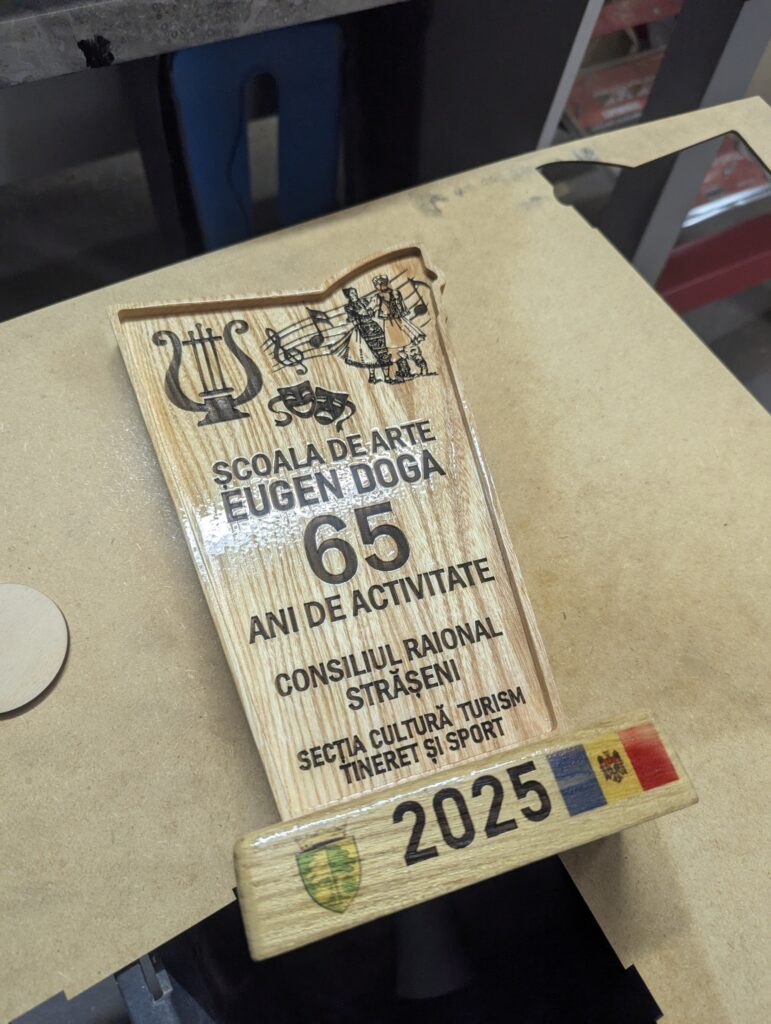 ȘCOALA DE ARTE
EUGEN DOGA
65
ANI DE ACTIVITATE
CONSILIUL RAIONAL
STRĂȘENI
SECȚIA CULTURĂ TURISM
TINERET ȘI SPORT
2025